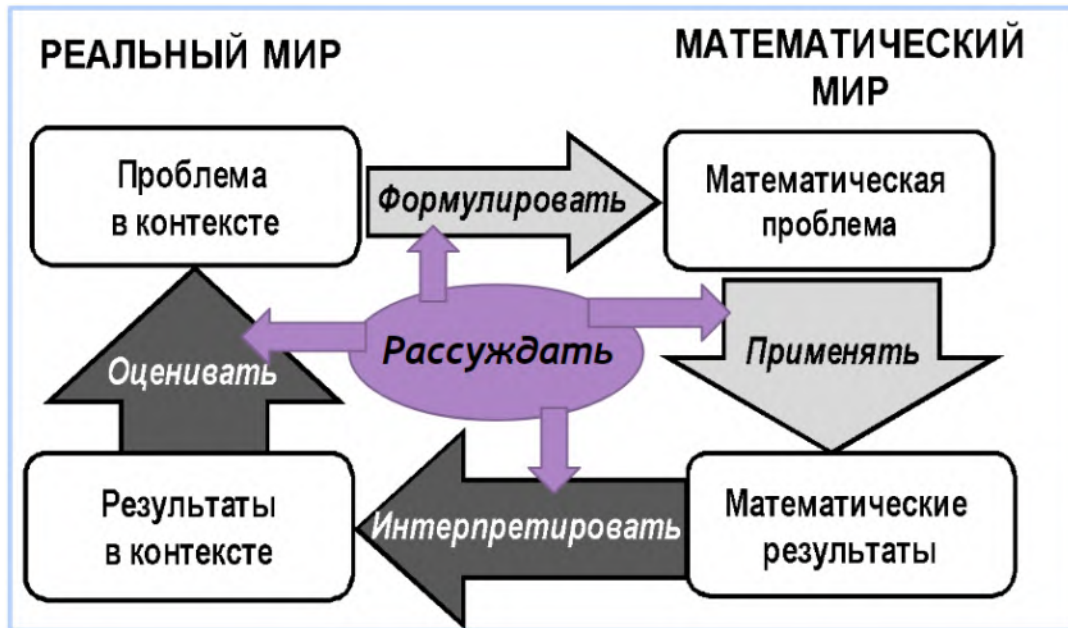 РЕАЛЬНЫЙ МИР
МАТЕМАТИЧЕСКИЙ
МИР
Проблема
в контексте
Формулировать
Математическая
проблема
Рассуждать
Оценивать
Применять
Результаты
в контексте
Интерпретировать
Математические
результаты